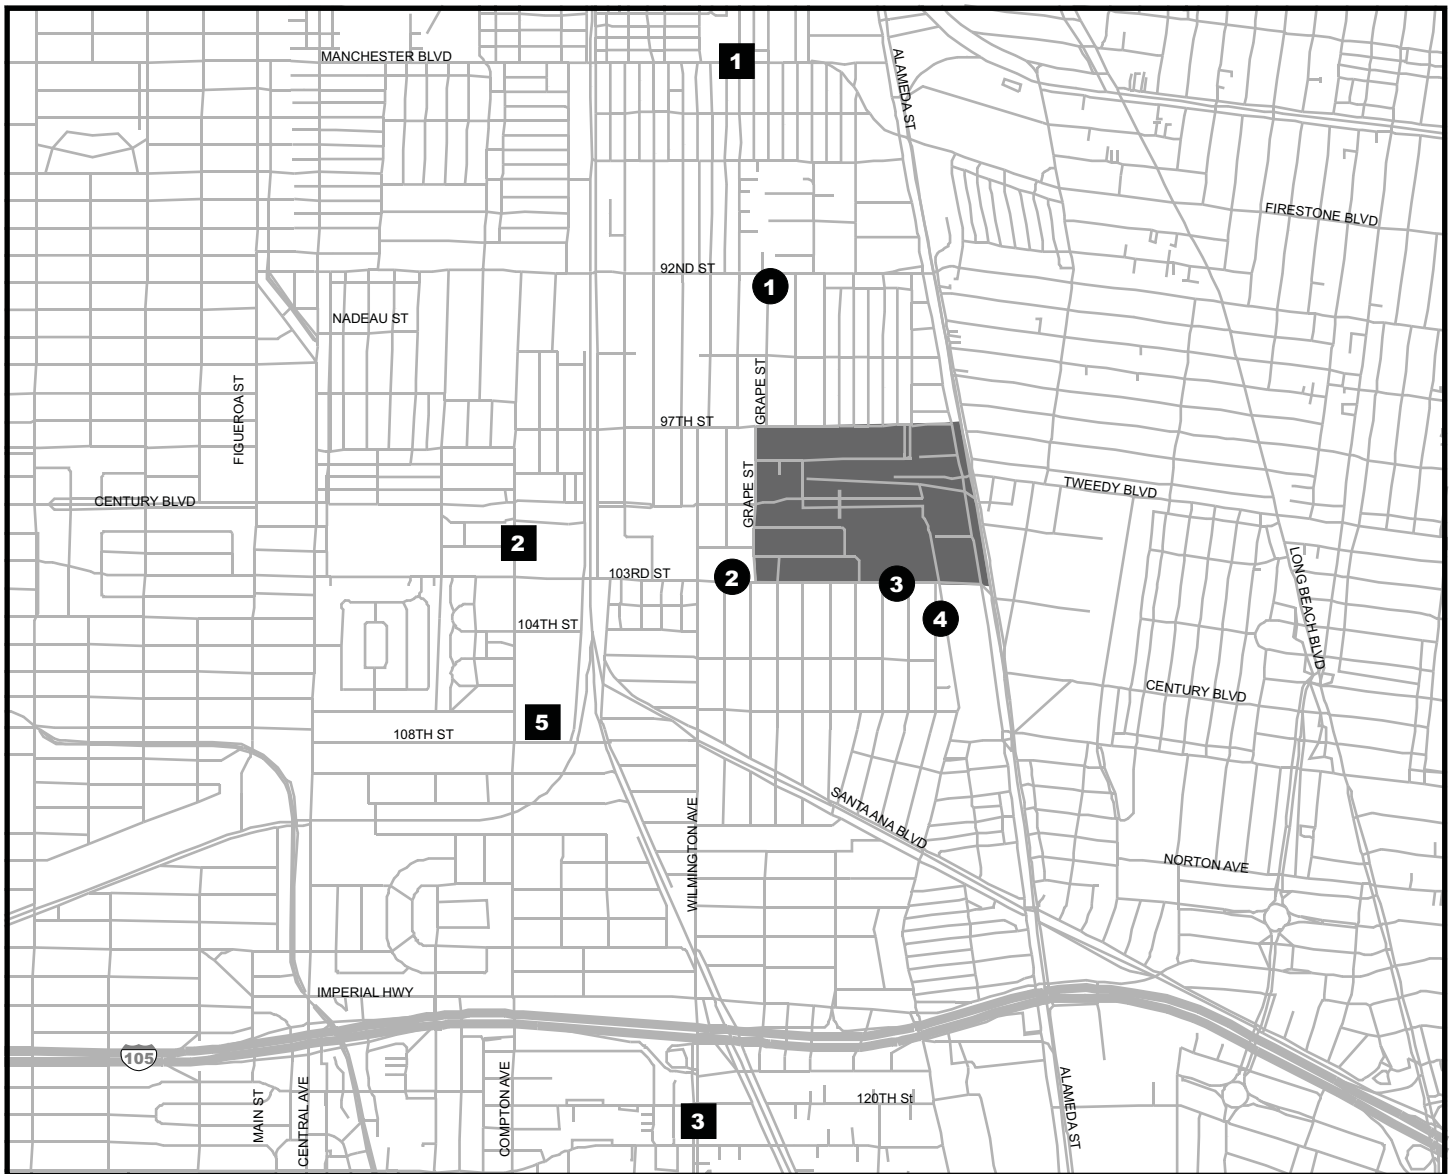 MANCHESTER BLVD
1
ALAMEDA ST
FIRESTONE BLVD
92ND ST
1
NADEAU ST
FIGUEROA ST
GRAPE ST
97TH ST
GRAPE ST
CENTURY BLVD
TWEEDY BLVD
2
103RD ST
2
3
LONG BEACH BLVD
104TH ST
4
CENTURY BLVD
5
108TH ST
SANTA ANA BLVD
WILMINGTON AVE
NORTON AVE
IMPERIAL HWY
105
MAIN ST
CENTRAL AVE
COMPTON AVE
3
120TH St
ALAMEDA ST